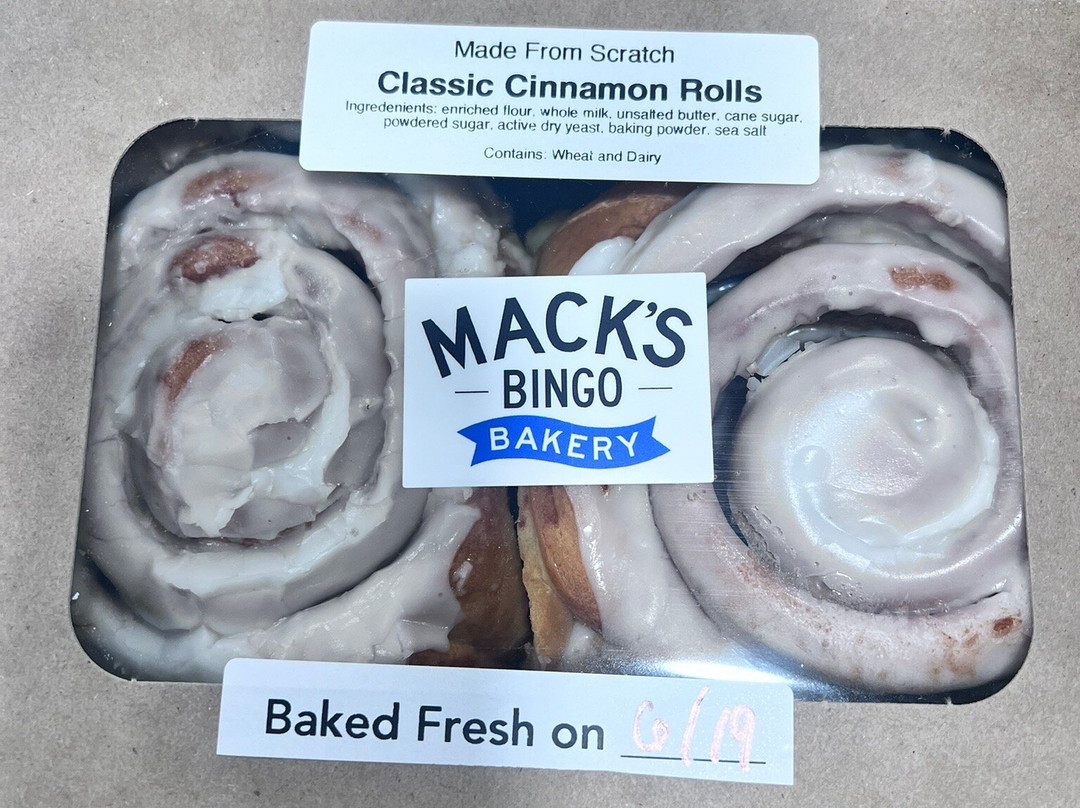 Made From Scratch
Classic Cinnamon Rolls
Ingredenients: enriched flour, whole milk, unsalted butter, cane sugar,
powdered sugar, active dry yeast, baking powder, sea salt
Contains: Wheat and Dairy
MACK'S
BINGO
BAKERY
Baked Fresh on 6/19